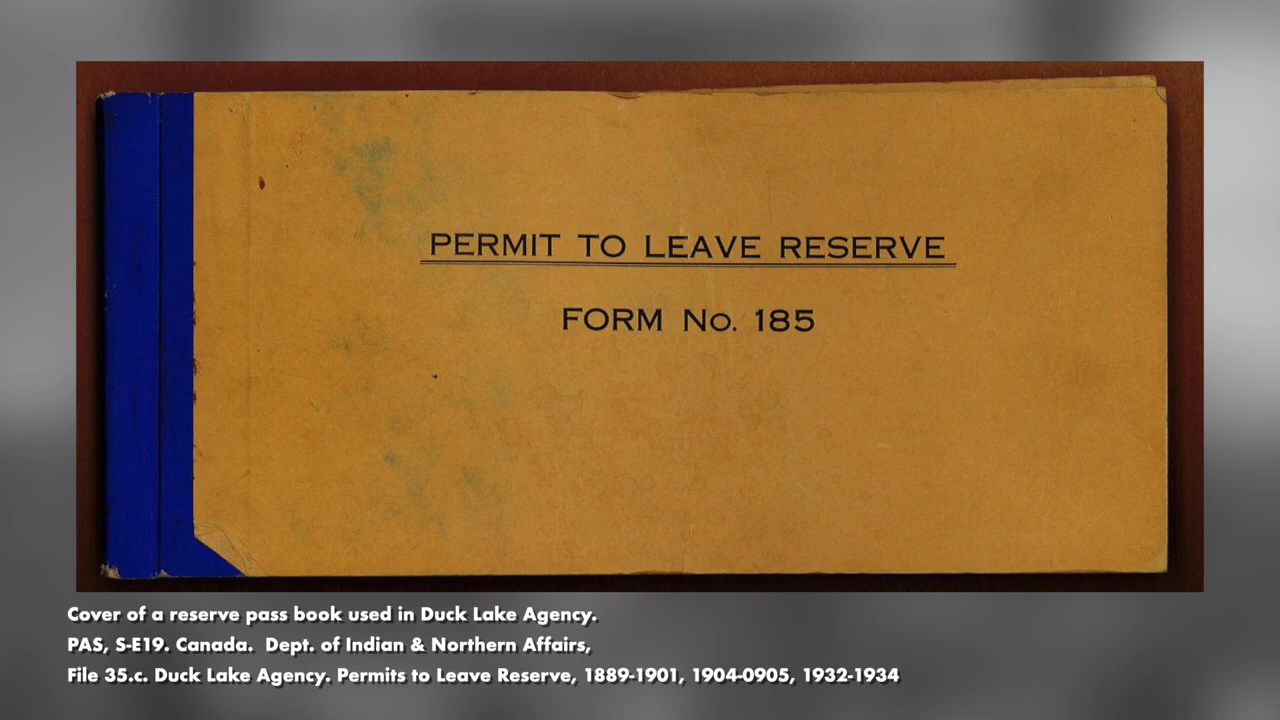 PERMIT TO LEAVE RESERVE
FORM No. 185
Cover of a reserve pass book used in Duck Lake Agency.
PAS, S-E19. Canada.  Dept. of Indian & Northern Affairs,
File 35.c. Duck Lake Agency. Permits to Leave Reserve, 1889-1901, 1904-0905, 1932-1934